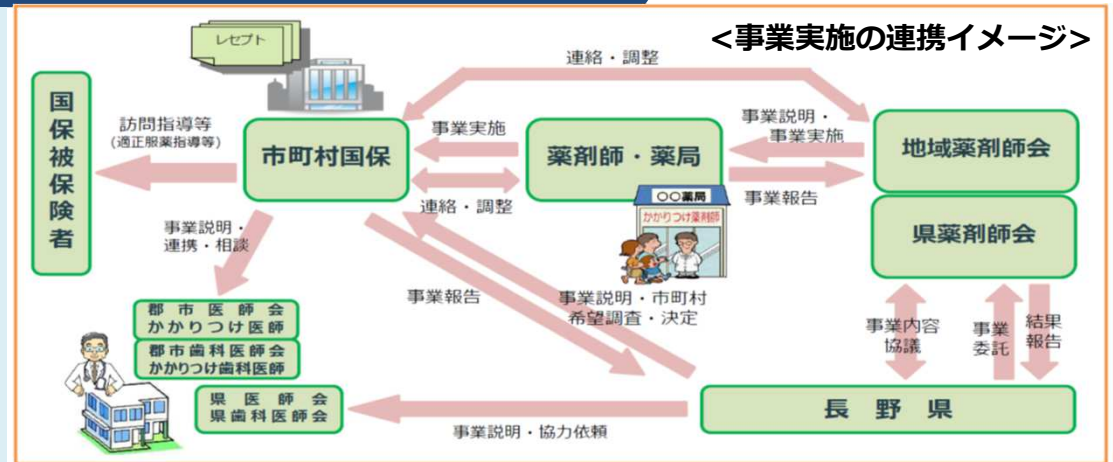 <事業実施の連携イメージ>
レセプト
連絡・調整
国保被保険者
訪問指導等
(適正服薬指導等)
市町村国保
事業実施
連絡・調整
薬剤師・薬局
〇〇薬局
かかりつけ薬剤師
事業説明・
事業実施
事業報告
地域薬剤師会
県薬剤師会
事業説明・
連携・相談
事業報告
事業説明・市町村
希望調査・決定
事業内容
協議
事業
委託
結果
報告
郡市医師会
かかりつけ医師
郡市歯科医師会
かかりつけ歯科医師
県医師会
県歯科医師会
事業説明・協力依頼
長野県